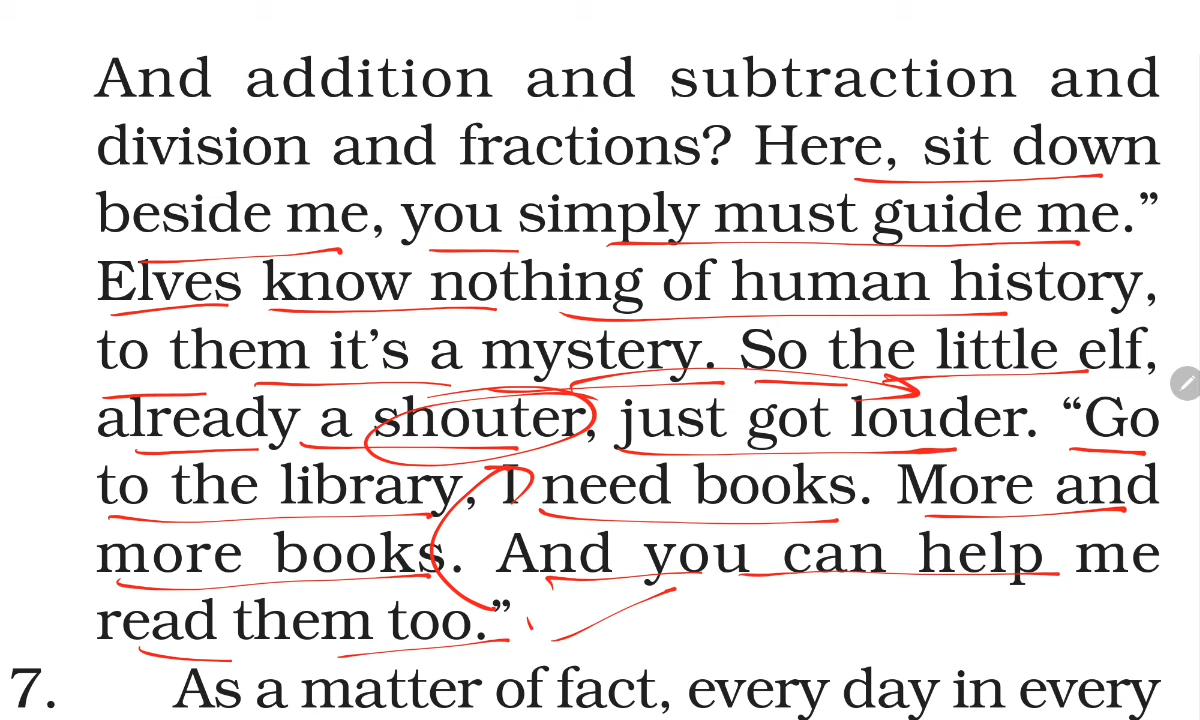 And addition and subtraction and
division and fractions? Here, sit down
beside me, you simply must guide me.”
Elves know nothing of human history,
to them it’s a mystery. So the little elf,
already a shouter, just got louder. “Go
to the library, I need books. More and
more books. And you can help me
read them too.”
7. As a matter of fact, every day in every